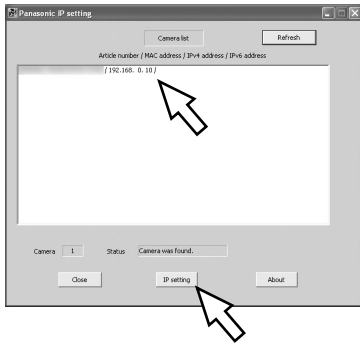 Panasonic IP setting
Camera list
Refresh
Article number / MAC address / IPv4 address / IPv6 address
/ 192.168. 0. 10 /
Camera 1 Status Camera was found.
Close IP setting About